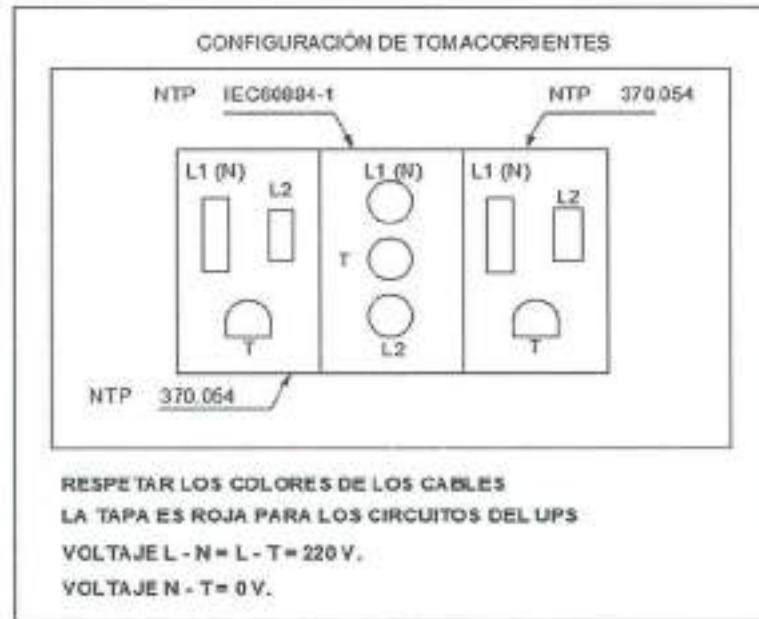 CONFIGURACIÓN DE TOMACORRIENTES
NTP IEC60884-1
NTP 370.054
L1 (N)
L2
T
L1 (N)
T
L2
L1 (N)
L2
T
NTP 370.054
RESPETAR LOS COLORES DE LOS CABLES
LA TAPA ES ROJA PARA LOS CIRCUITOS DEL UPS
VOLTAJE L - N = L - T = 220 V.
VOLTAJE N - T = 0 V.